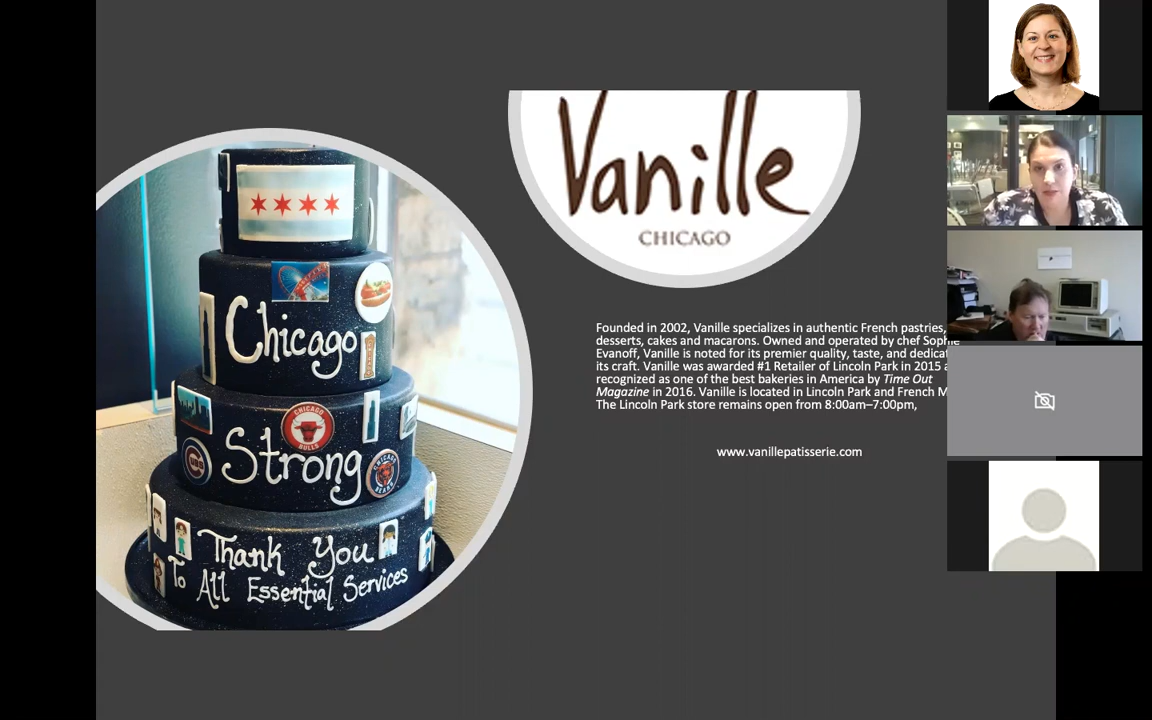 Vanille
CHICAGO
Chicago
CHICAGO
BULLS
Strong
CUBS
CHICAGO
BEARS
Thank You
To All Essential Services
Founded in 2002, Vanille specializes in authentic French pastries,
desserts, cakes and macarons. Owned and operated by chef Sophie
Evanoff, Vanille is noted for its premier quality, taste, and dedicat
its craft. Vanille was awarded #1 Retailer of Lincoln Park in 2015 a
recognized as one of the best bakeries in America by Time Out
Magazine in 2016. Vanille is located in Lincoln Park and French M
The Lincoln Park store remains open from 8:00am–7:00pm,
www.vanillepatisserie.com